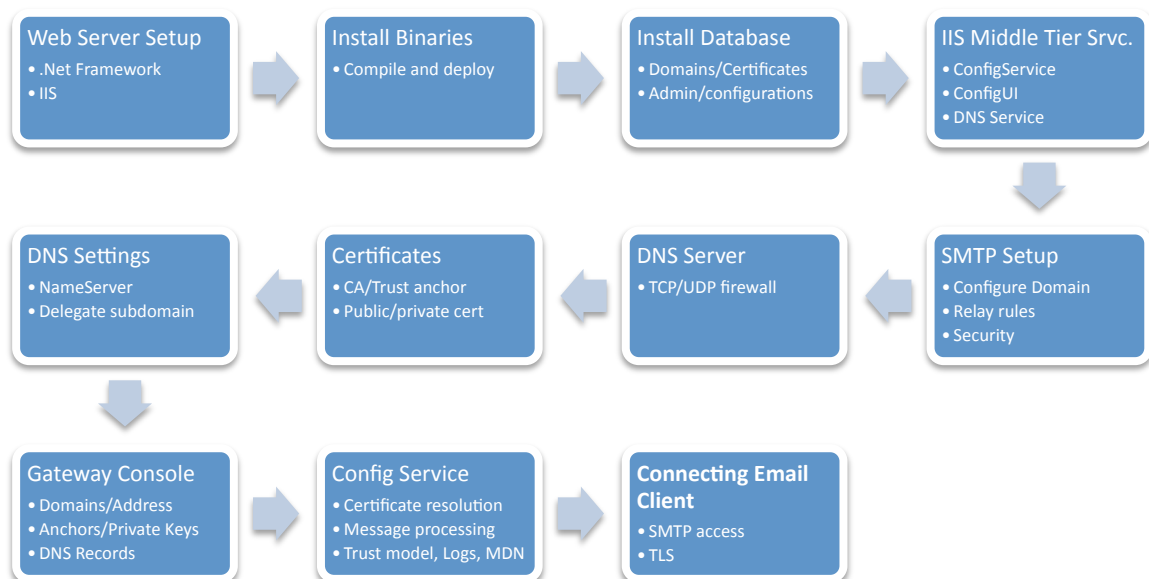 Web Server Setup
• .Net Framework
• IIS
Install Binaries
• Compile and deploy
Install Database
• Domains/Certificates
• Admin/configurations
IIS Middle Tier Srvc.
• ConfigService
• ConfigUI
• DNS Service
SMTP Setup
• Configure Domain
• Relay rules
• Security
DNS Server
• TCP/UDP firewall
Certificates
• CA/Trust anchor
• Public/private cert
DNS Settings
• NameServer
• Delegate subdomain
Gateway Console
• Domains/Address
• Anchors/Private Keys
• DNS Records
Config Service
• Certificate resolution
• Message processing
• Trust model, Logs, MDN
Connecting Email
Client
• SMTP access
• TLS